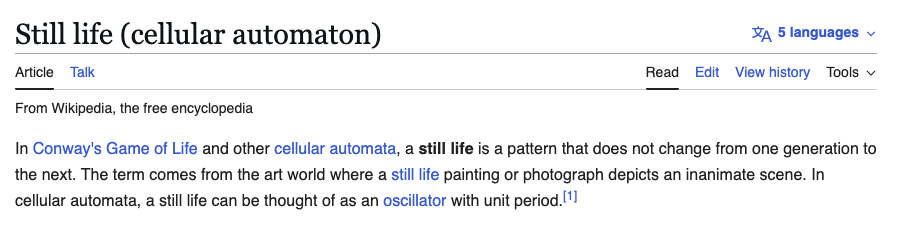 Still life (cellular automaton)
5 languages
Article Talk Read Edit View history Tools
From Wikipedia, the free encyclopedia
In Conway's Game of Life and other cellular automata, a still life is a pattern that does not change from one generation to
the next. The term comes from the art world where a still life painting or photograph depicts an inanimate scene. In
cellular automata, a still life can be thought of as an oscillator with unit period.[1]